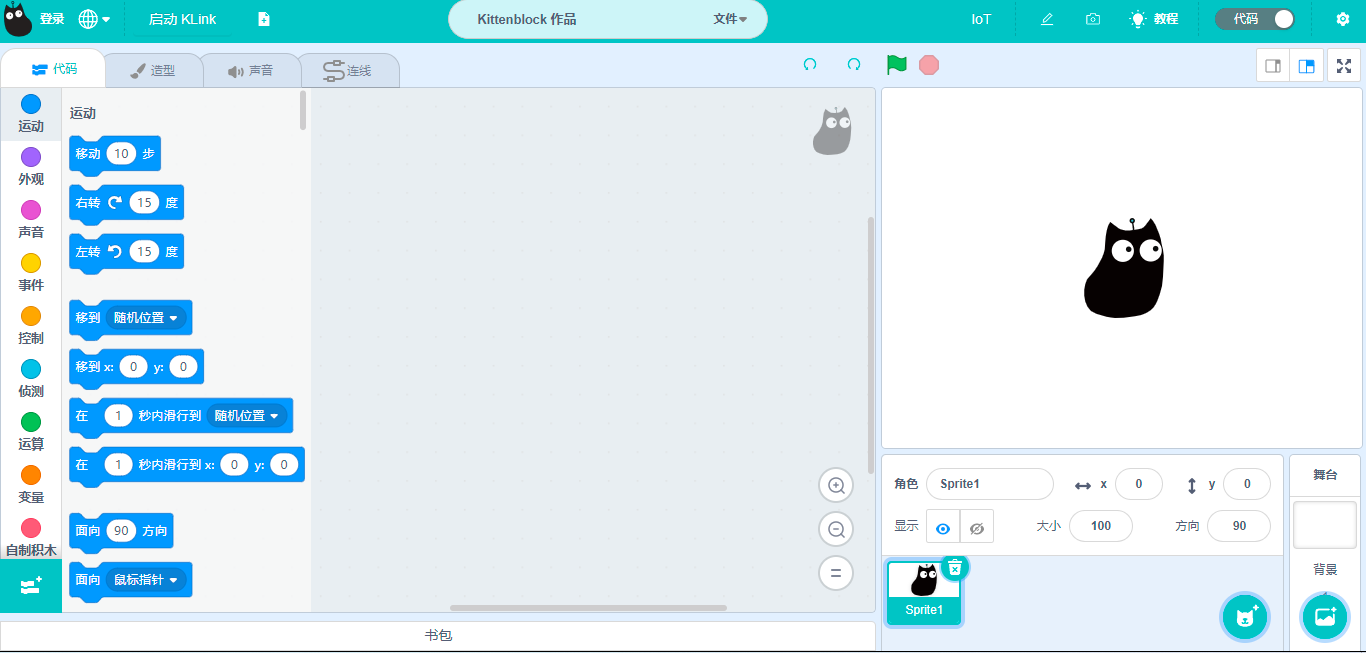 登录 启动 KLink Kittenblock 作品 文件 IoT 教程 代码
代码 造型 声音 连线
运动
外观
声音
事件
控制
侦测
运算
变量
自制积木
运动
移动 10 步
右转 15 度
左转 15 度
移到 随机位置
移到 x: 0 y: 0
在 1 秒内滑行到 随机位置
在 1 秒内滑行到 x: 0 y: 0
面向 90 方向
面向 鼠标指针
书包
角色 Sprite1 x 0 y 0
显示 大小 100 方向 90
Sprite1
舞台
背景